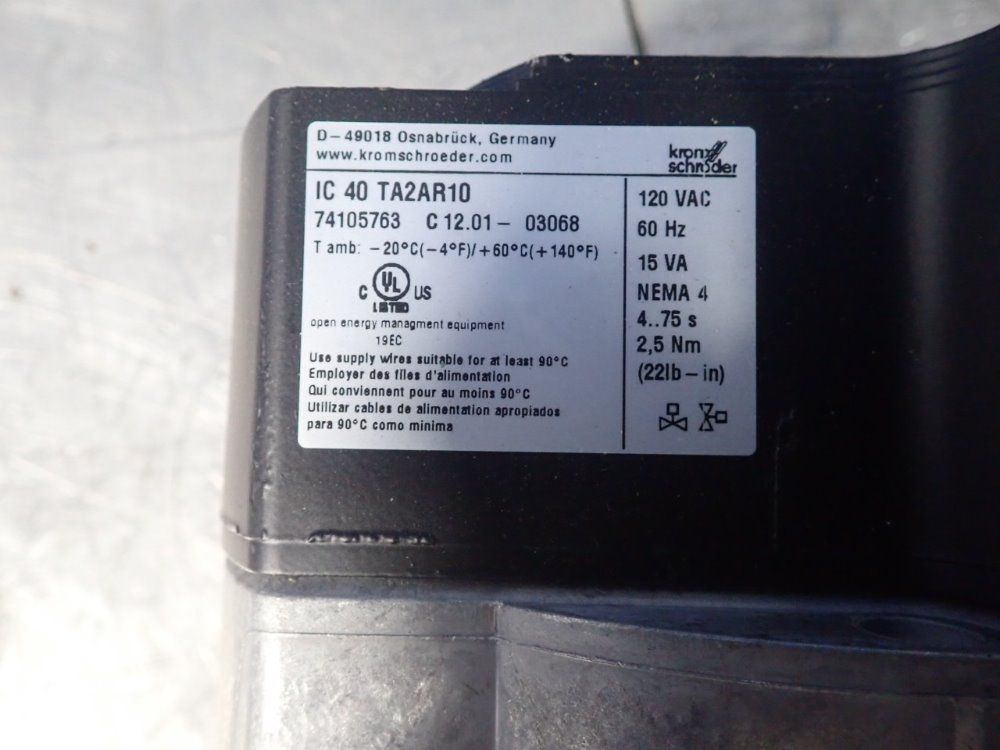 D-49018 Osnabrück, Germany
www.kromschroeder.com
krom
schröder
IC 40 TA2AR10
74105763 C 12.01- 03068
T amb: -20°C(-4°F)/+60°C(+140°F)
C UL US
LISTED
open energy managment equipment
19EC
Use supply wires suitable for at least 90°C
Employer des files d'alimentation
Qui conviennent pour au moins 90°C
Utilizar cables de alimentation apropiados
para 90°C como minima
120 VAC
60 Hz
15 VA
NEMA 4
4..75 s
2,5 Nm
(22lb-in)